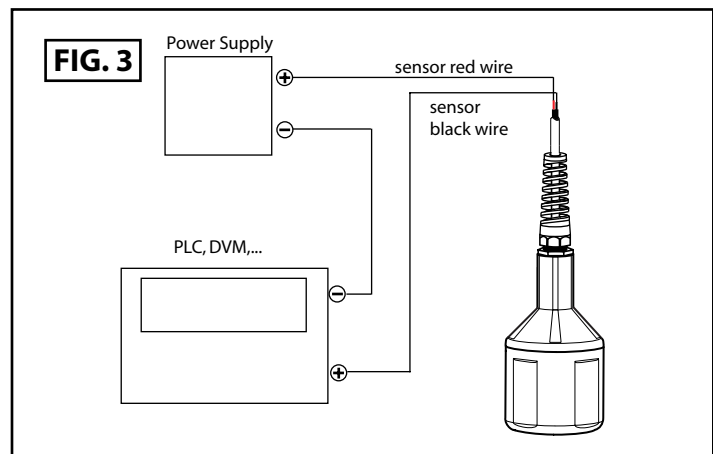 FIG. 3
Power Supply
+
sensor red wire
sensor
black wire
−
PLC, DVM,...
−
+